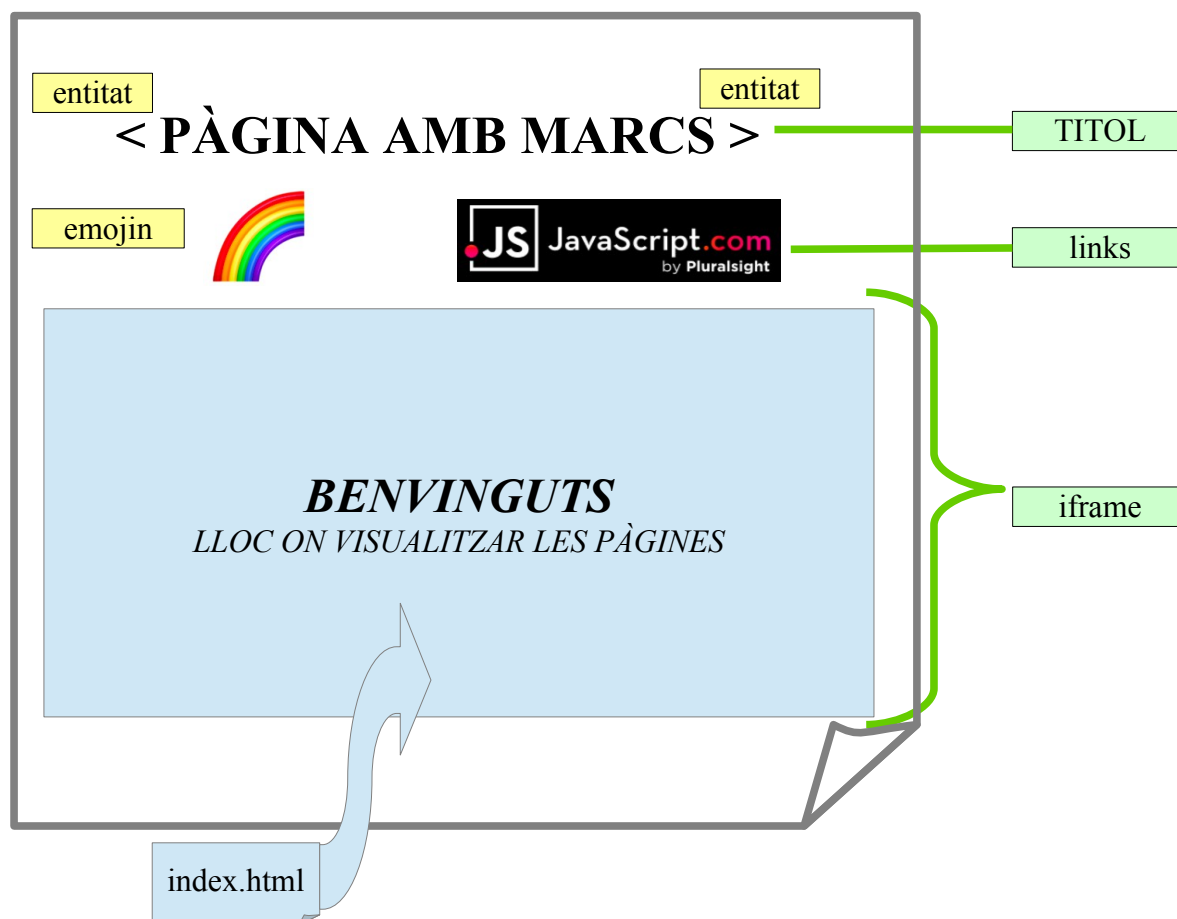 entitat
entitat
< PÀGINA AMB MARCS >
TITOL
emojin
JS JavaScript.com
by Pluralsight
links
BENVINGUTS
LLOC ON VISUALITZAR LES PÀGINES
iframe
index.html